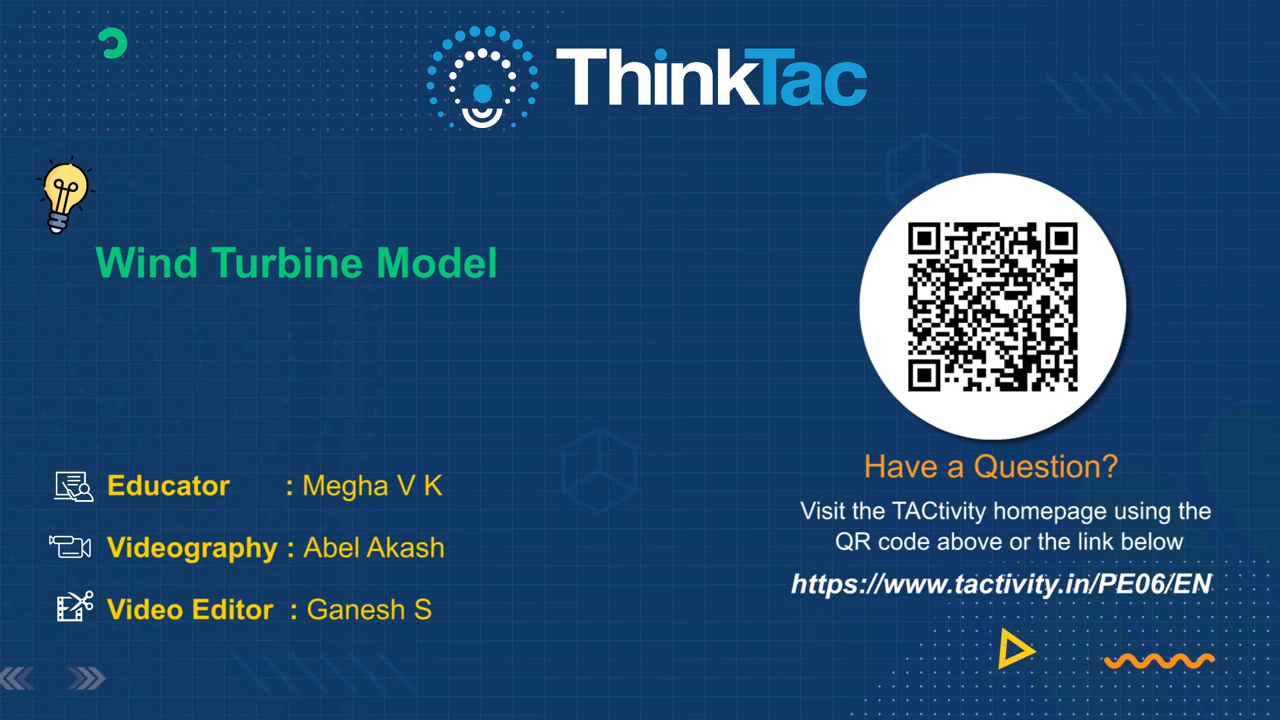 ThinkTac
Wind Turbine Model
Educator : Megha V K
Videography : Abel Akash
Video Editor : Ganesh S
Have a Question?
Visit the TACtivity homepage using the
QR code above or the link below
https://www.tactivity.in/PE06/EN